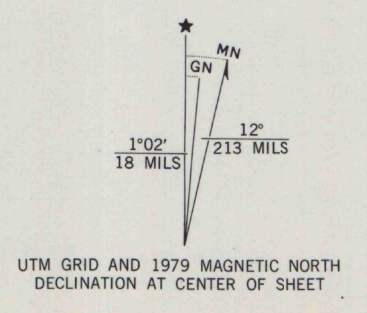 ★
MN
GN
1°02′
18 MILS
12°
213 MILS
UTM GRID AND 1979 MAGNETIC NORTH
DECLINATION AT CENTER OF SHEET